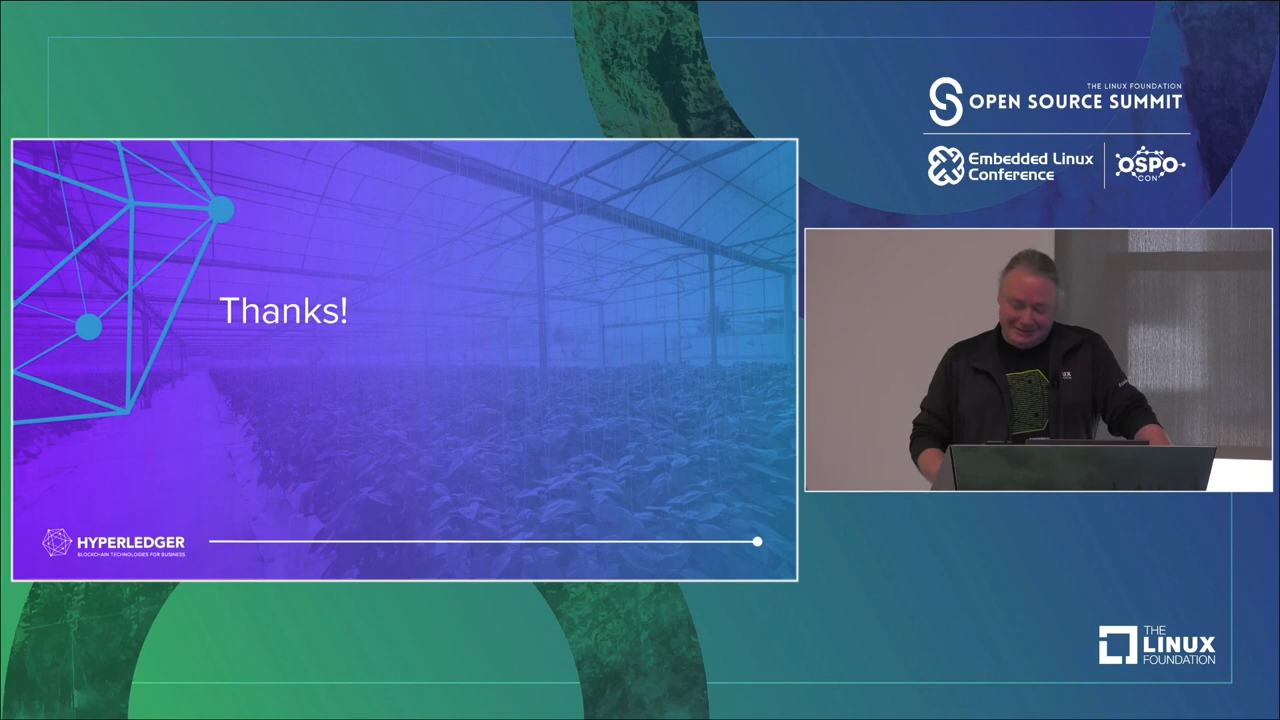 THE LINUX FOUNDATION
OPEN SOURCE SUMMIT
Embedded Linux
Conference
OSPO
CON
Thanks!
HYPERLEDGER
BLOCKCHAIN TECHNOLOGIES FOR BUSINESS
THE
LINUX
FOUNDATION